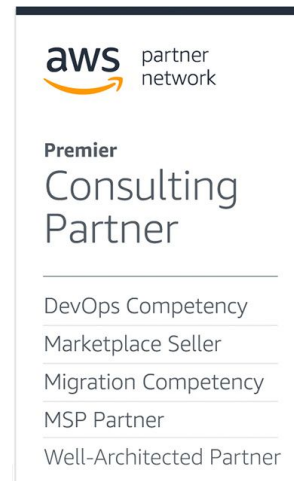 aws partner
network
Premier
Consulting
Partner
DevOps Competency
Marketplace Seller
Migration Competency
MSP Partner
Well-Architected Partner